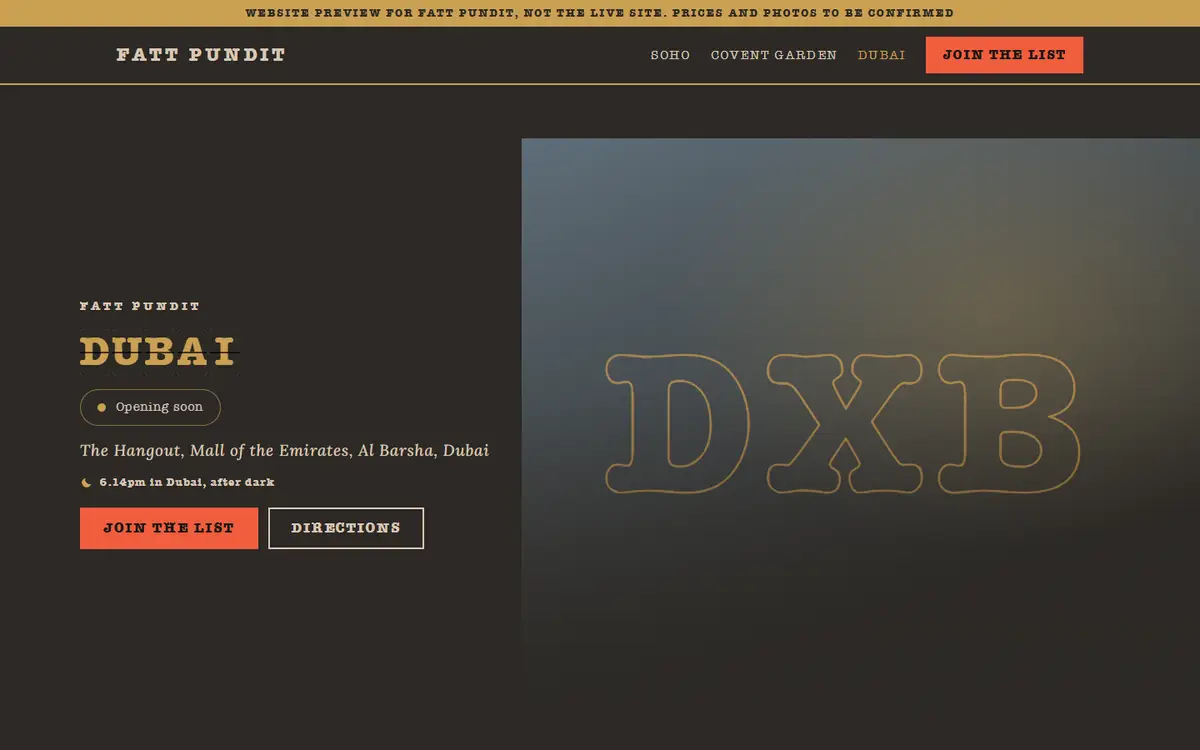 WEBSITE PREVIEW FOR FATT PUNDIT, NOT THE LIVE SITE. PRICES AND PHOTOS TO BE CONFIRMED
FATT PUNDIT
SOHO
COVENT GARDEN
DUBAI
JOIN THE LIST
FATT PUNDIT
DUBAI
Opening soon
The Hangout, Mall of the Emirates, Al Barsha, Dubai
6.14pm in Dubai, after dark
JOIN THE LIST
DIRECTIONS
DXB